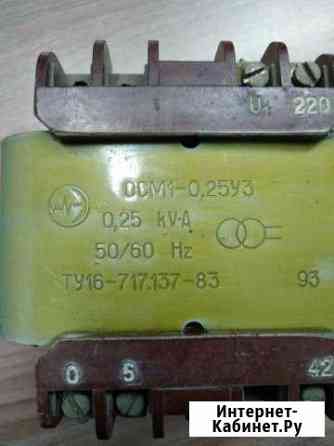 U₁ 220
ОСМ1-0,25У3
0,25 kV·A
50/60 Hz
ТУ16-717.137-83 93
0 5 42
Интернет-
Кабинет.Ру